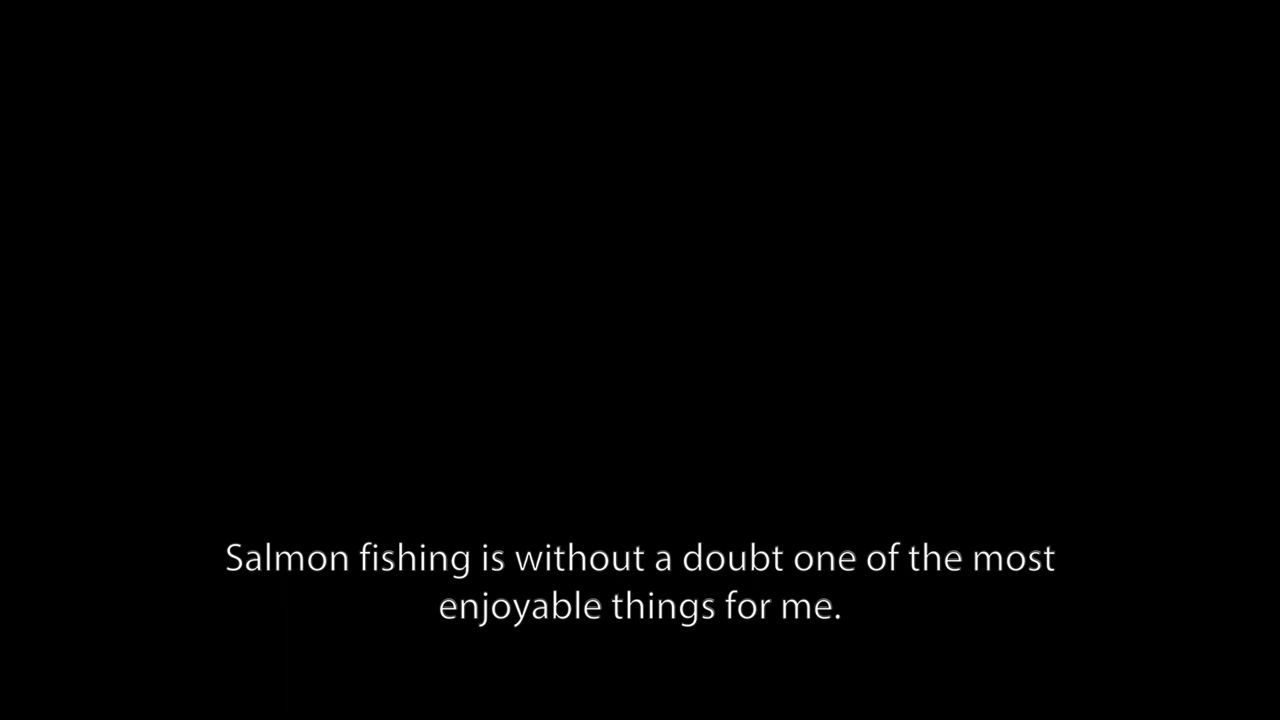 Salmon fishing is without a doubt one of the most
enjoyable things for me.